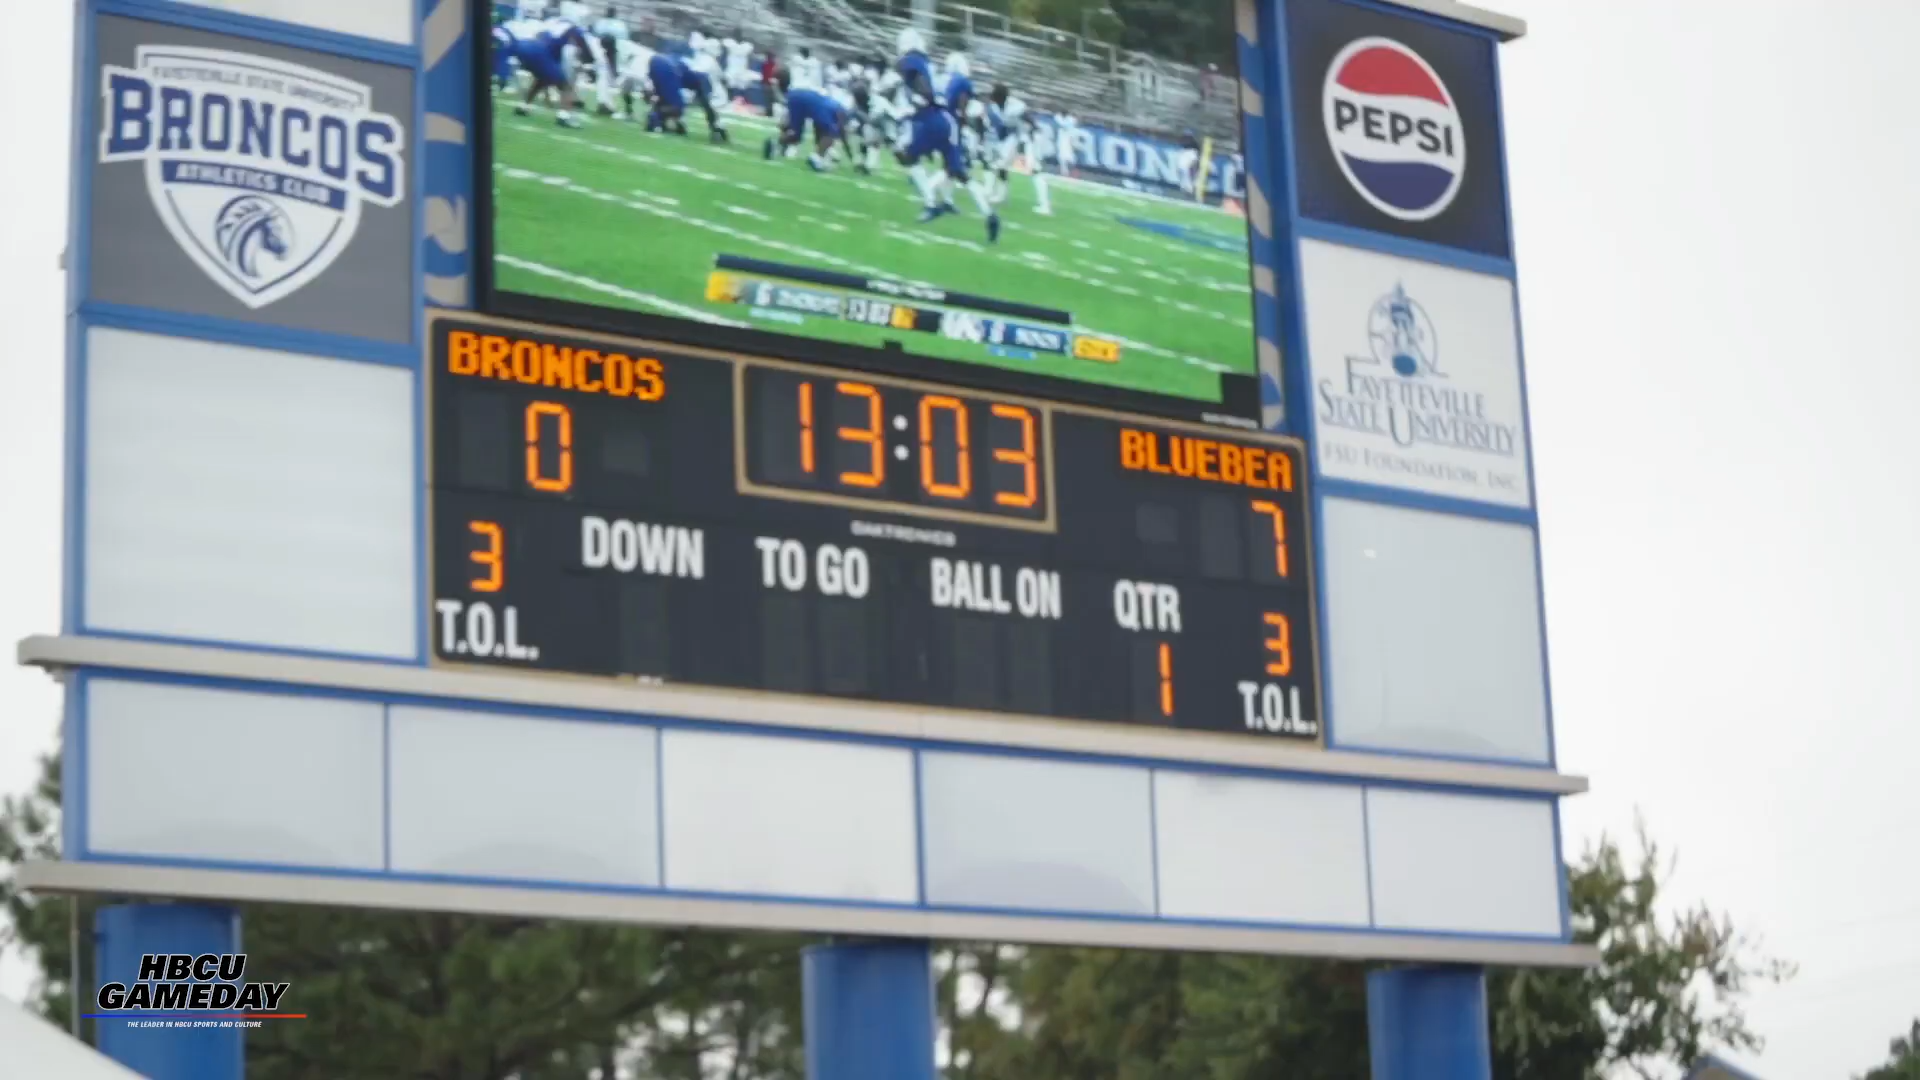 FAYETTEVILLE STATE UNIVERSITY
BRONCOS
ATHLETICS CLUB
PEPSI
FAYETTEVILLE
STATE UNIVERSITY
FSU FOUNDATION, INC.
BRONCOS
0
13:03
BLUEBEA
7
DAKTRONICS
3
DOWN
TO GO
BALL ON
QTR
1
3
T.O.L.
T.O.L.
HBCU
GAMEDAY
THE LEADER IN HBCU SPORTS AND CULTURE